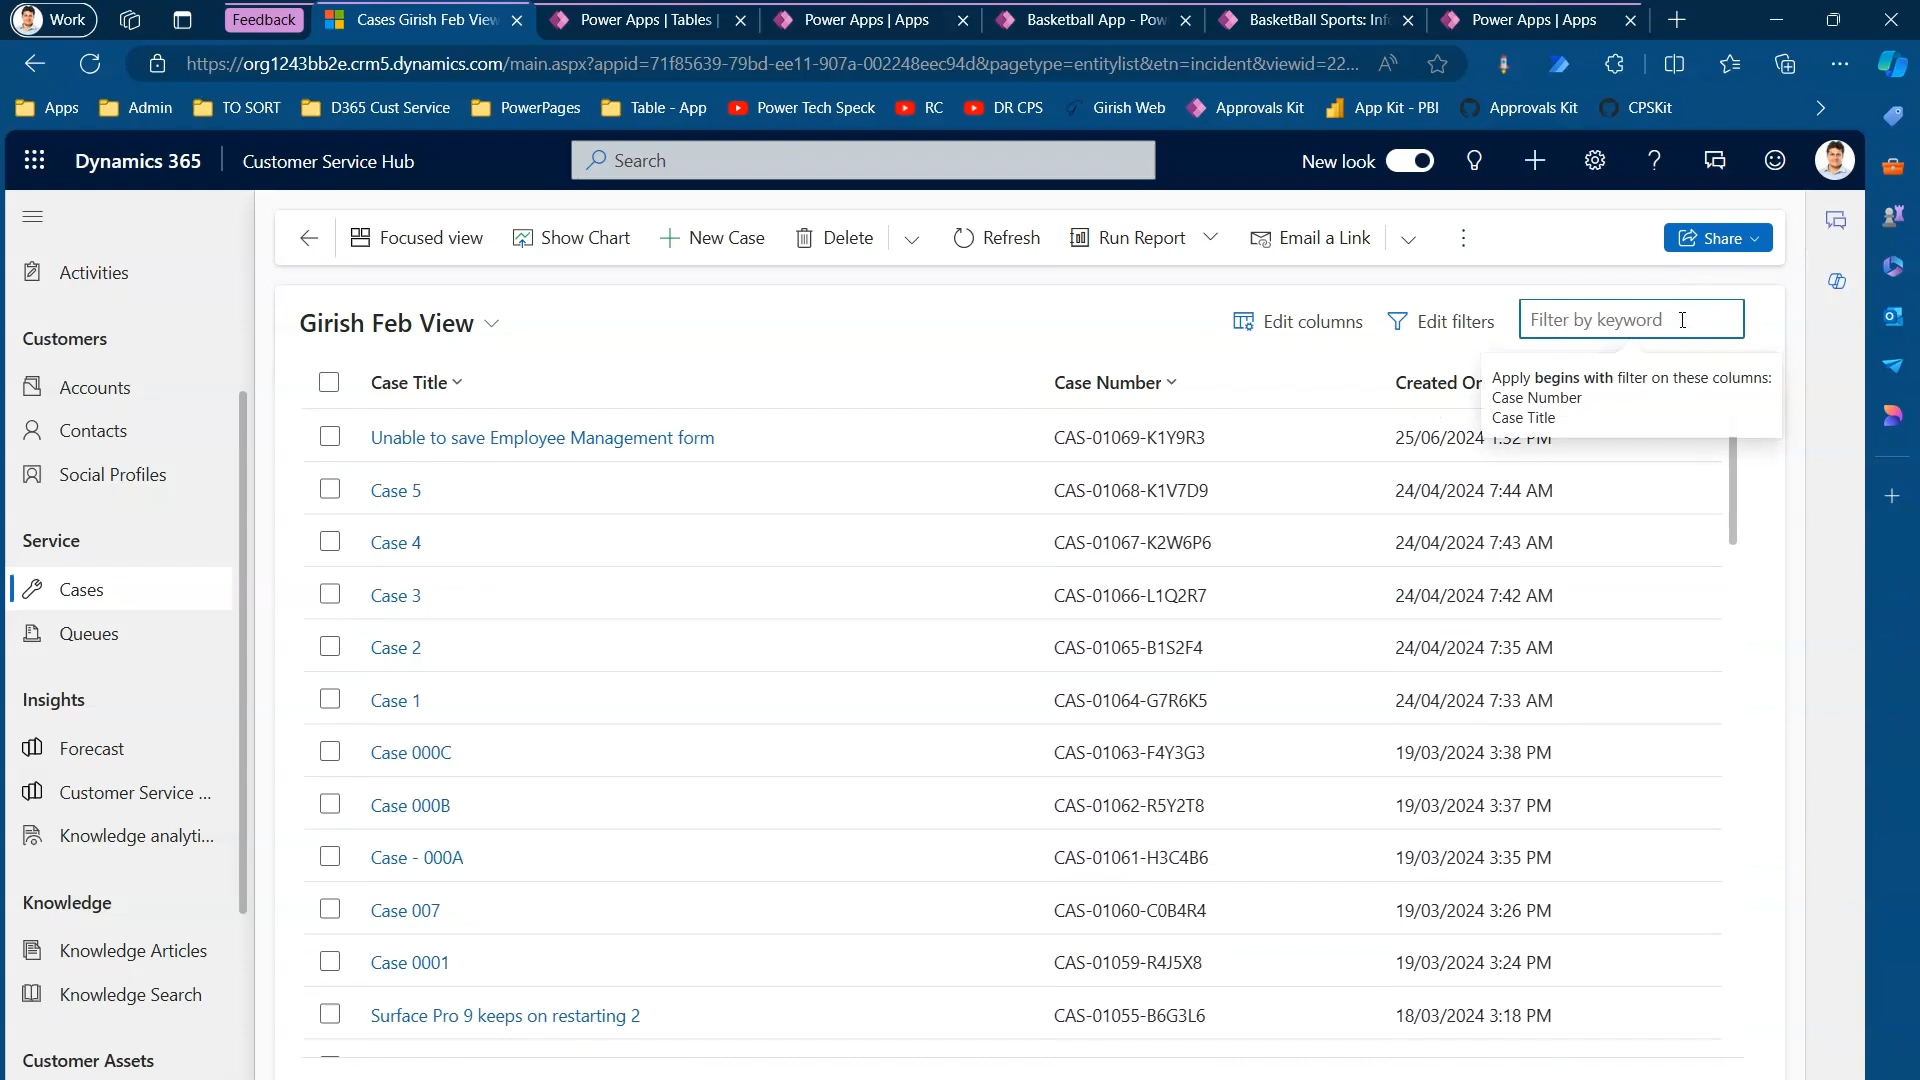 Work
Feedback
Cases Girish Feb View
Power Apps | Tables |
Power Apps | Apps
Basketball App - Pow
BasketBall Sports: Inf
Power Apps | Apps
https://org1243bb2e.crm5.dynamics.com/main.aspx?appid=71f85639-79bd-ee11-907a-002248eec94d&pagetype=entitylist&etn=incident&viewid=22...
Apps
Admin
TO SORT
D365 Cust Service
PowerPages
Table - App
Power Tech Speck
RC
DR CPS
Girish Web
Approvals Kit
App Kit - PBI
Approvals Kit
CPSKit
Dynamics 365
Customer Service Hub
Search
New look
Focused view
Show Chart
New Case
Delete
Refresh
Run Report
Email a Link
Share
Activities
Customers
Accounts
Contacts
Social Profiles
Service
Cases
Queues
Insights
Forecast
Customer Service ...
Knowledge analyti...
Knowledge
Knowledge Articles
Knowledge Search
Customer Assets
Girish Feb View
Edit columns
Edit filters
Filter by keyword
Apply begins with filter on these columns:
Case Number
Case Title
Case Title
Case Number
Created On
Unable to save Employee Management form CAS-01069-K1Y9R3 25/06/2024 1:32 PM
Case 5 CAS-01068-K1V7D9 24/04/2024 7:44 AM
Case 4 CAS-01067-K2W6P6 24/04/2024 7:43 AM
Case 3 CAS-01066-L1Q2R7 24/04/2024 7:42 AM
Case 2 CAS-01065-B1S2F4 24/04/2024 7:35 AM
Case 1 CAS-01064-G7R6K5 24/04/2024 7:33 AM
Case 000C CAS-01063-F4Y3G3 19/03/2024 3:38 PM
Case 000B CAS-01062-R5Y2T8 19/03/2024 3:37 PM
Case - 000A CAS-01061-H3C4B6 19/03/2024 3:35 PM
Case 007 CAS-01060-C0B4R4 19/03/2024 3:26 PM
Case 0001 CAS-01059-R4J5X8 19/03/2024 3:24 PM
Surface Pro 9 keeps on restarting 2 CAS-01055-B6G3L6 18/03/2024 3:18 PM